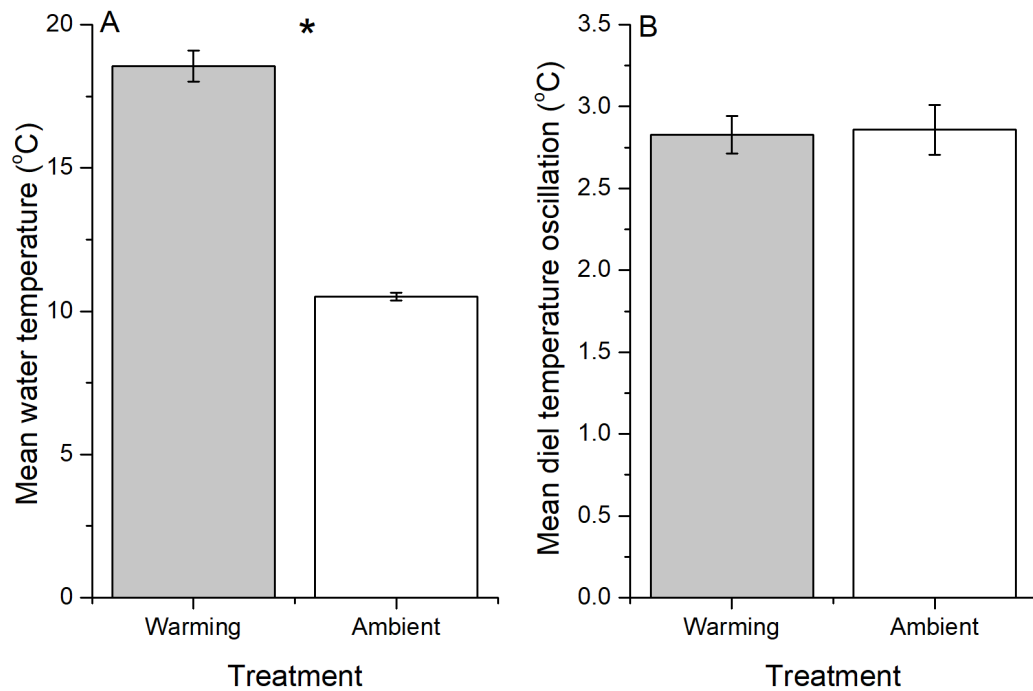 A
*
Mean water temperature (°C)
20
15
10
5
0
Warming
Ambient
Treatment
B
Mean diel temperature oscillation (°C)
3.5
3.0
2.5
2.0
1.5
1.0
0.5
0.0
Warming
Ambient
Treatment